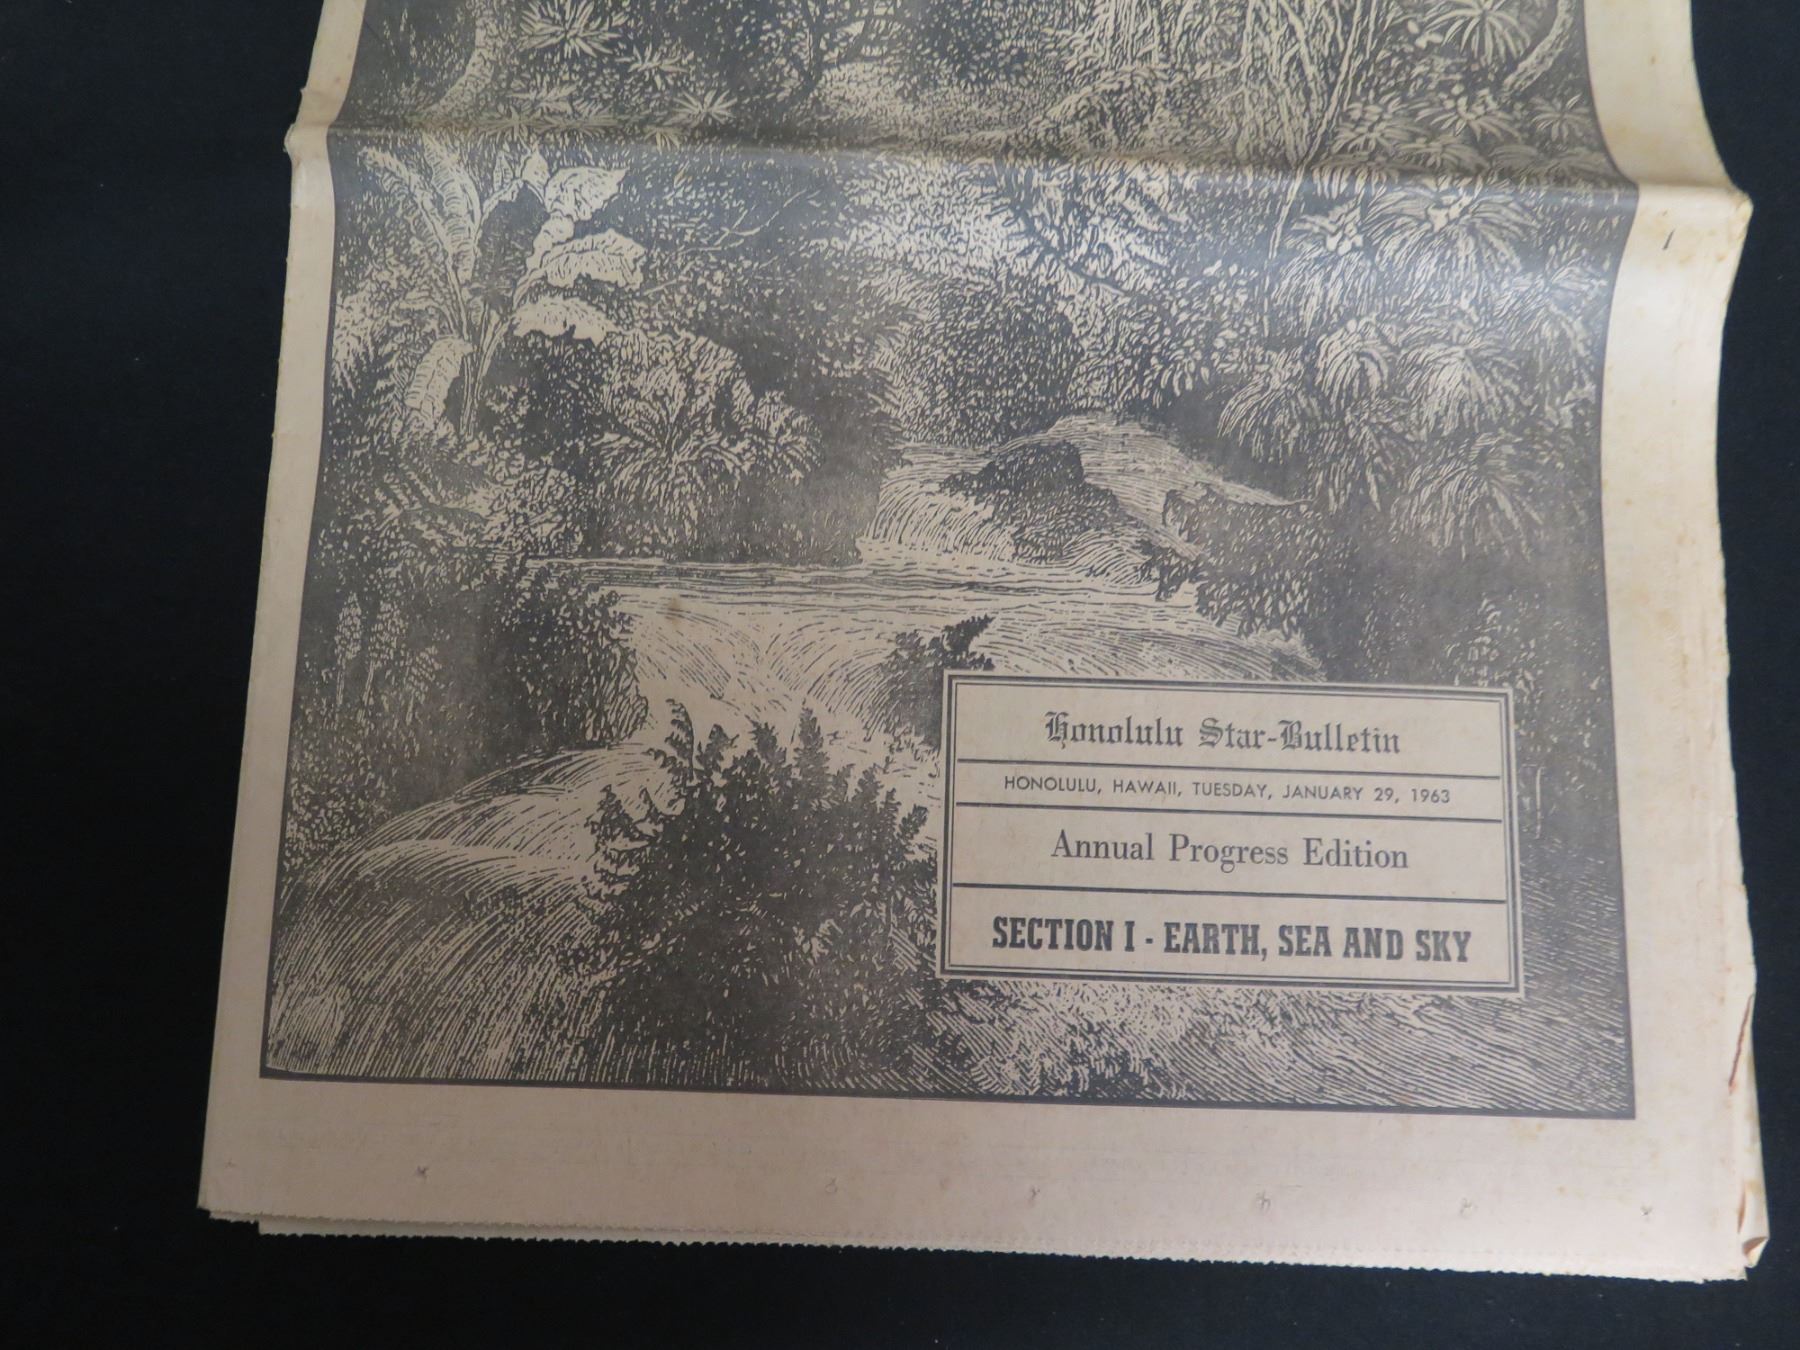 Honolulu Star-Bulletin
HONOLULU, HAWAII, TUESDAY, JANUARY 29, 1963
Annual Progress Edition
SECTION I - EARTH, SEA AND SKY